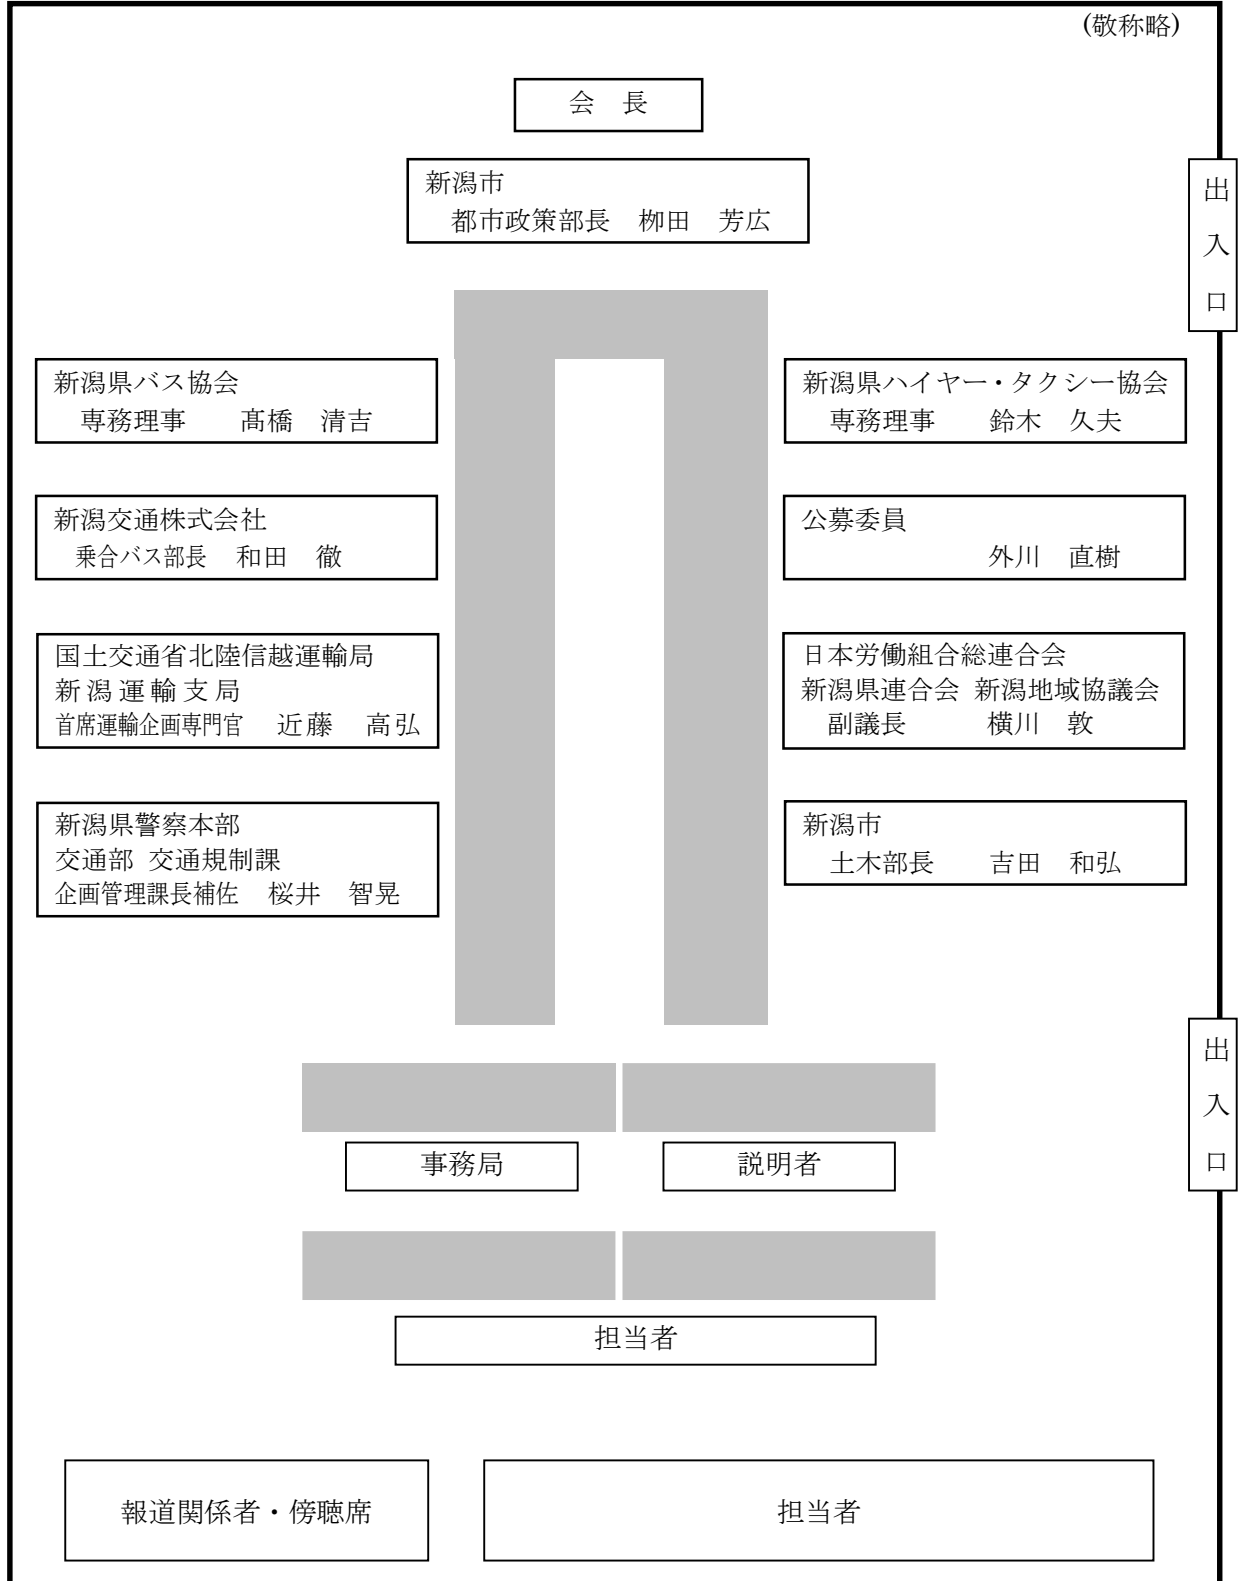 (敬称略)
会　長
新潟市
都市政策部長　栁田　芳広
出入口
新潟県バス協会
専務理事　　髙橋　清吉
新潟交通株式会社
乗合バス部長　和田　徹
国土交通省北陸信越運輸局
新潟運輸支局
首席運輸企画専門官　近藤　高弘
新潟県警察本部
交通部 交通規制課
企画管理課長補佐　桜井　智晃
新潟県ハイヤー・タクシー協会
専務理事　　鈴木　久夫
公募委員
外川　直樹
日本労働組合総連合会
新潟県連合会 新潟地域協議会
副議長　　　横川　敦
新潟市
土木部長　　吉田　和弘
出入口
事務局
説明者
担当者
報道関係者・傍聴席
担当者